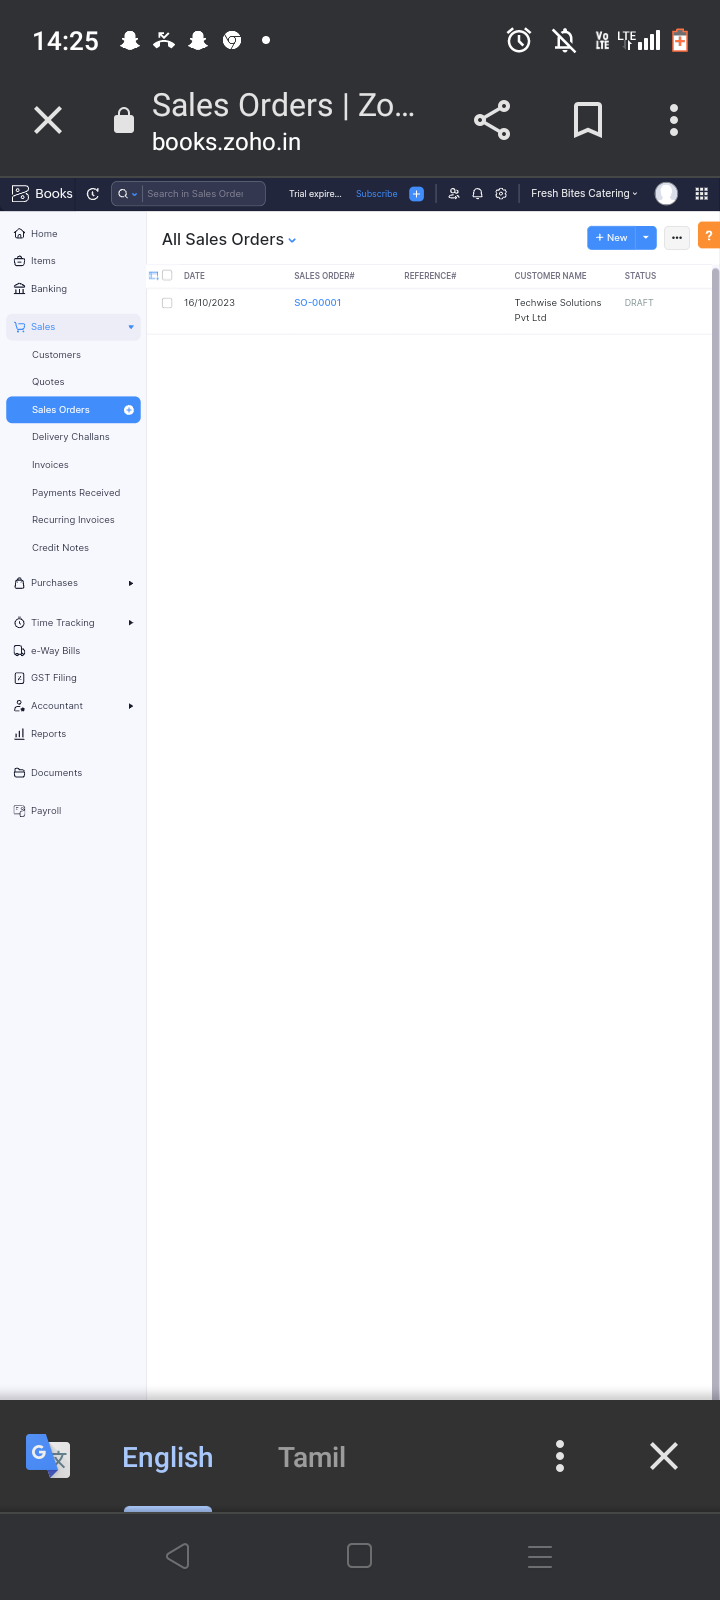 14:25
Vo LTE LTE
Sales Orders | Zo...
books.zoho.in
Books
Search in Sales Order
Trial expire...
Subscribe
Fresh Bites Catering
Home
Items
Banking
Sales
Customers
Quotes
Sales Orders
Delivery Challans
Invoices
Payments Received
Recurring Invoices
Credit Notes
Purchases
Time Tracking
e-Way Bills
GST Filing
Accountant
Reports
Documents
Payroll
All Sales Orders
+ New
?
DATE SALES ORDER# REFERENCE# CUSTOMER NAME STATUS
16/10/2023 SO-00001 Techwise Solutions DRAFT
Pvt Ltd
G
English Tamil